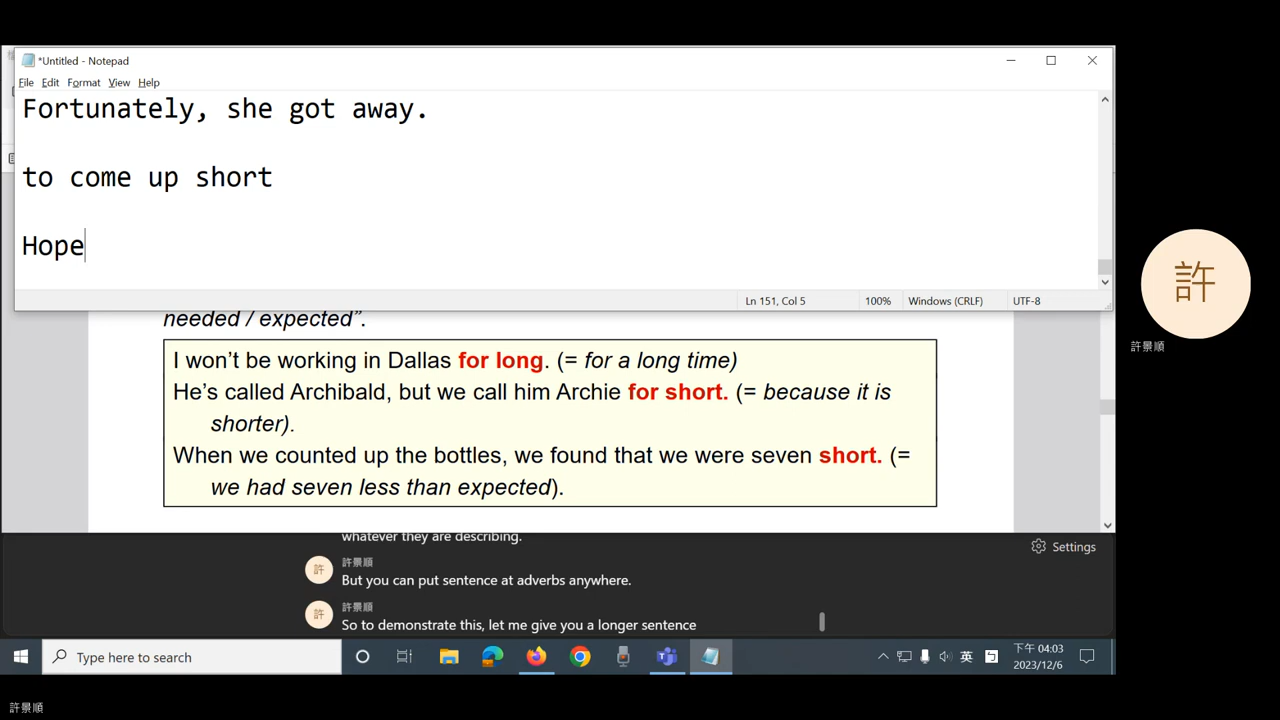 *Untitled - Notepad
File Edit Format View Help
Fortunately, she got away.
to come up short
Hope
Ln 151, Col 5 100% Windows (CRLF) UTF-8
needed / expected”.
I won’t be working in Dallas for long. (= for a long time)
He’s called Archibald, but we call him Archie for short. (= because it is
shorter).
When we counted up the bottles, we found that we were seven short. (=
we had seven less than expected).
whatever they are describing.
Settings
許景順
許
But you can put sentence at adverbs anywhere.
許景順
許
So to demonstrate this, let me give you a longer sentence
Type here to search
英
下午 04:03
2023/12/6
許
許景順
許景順